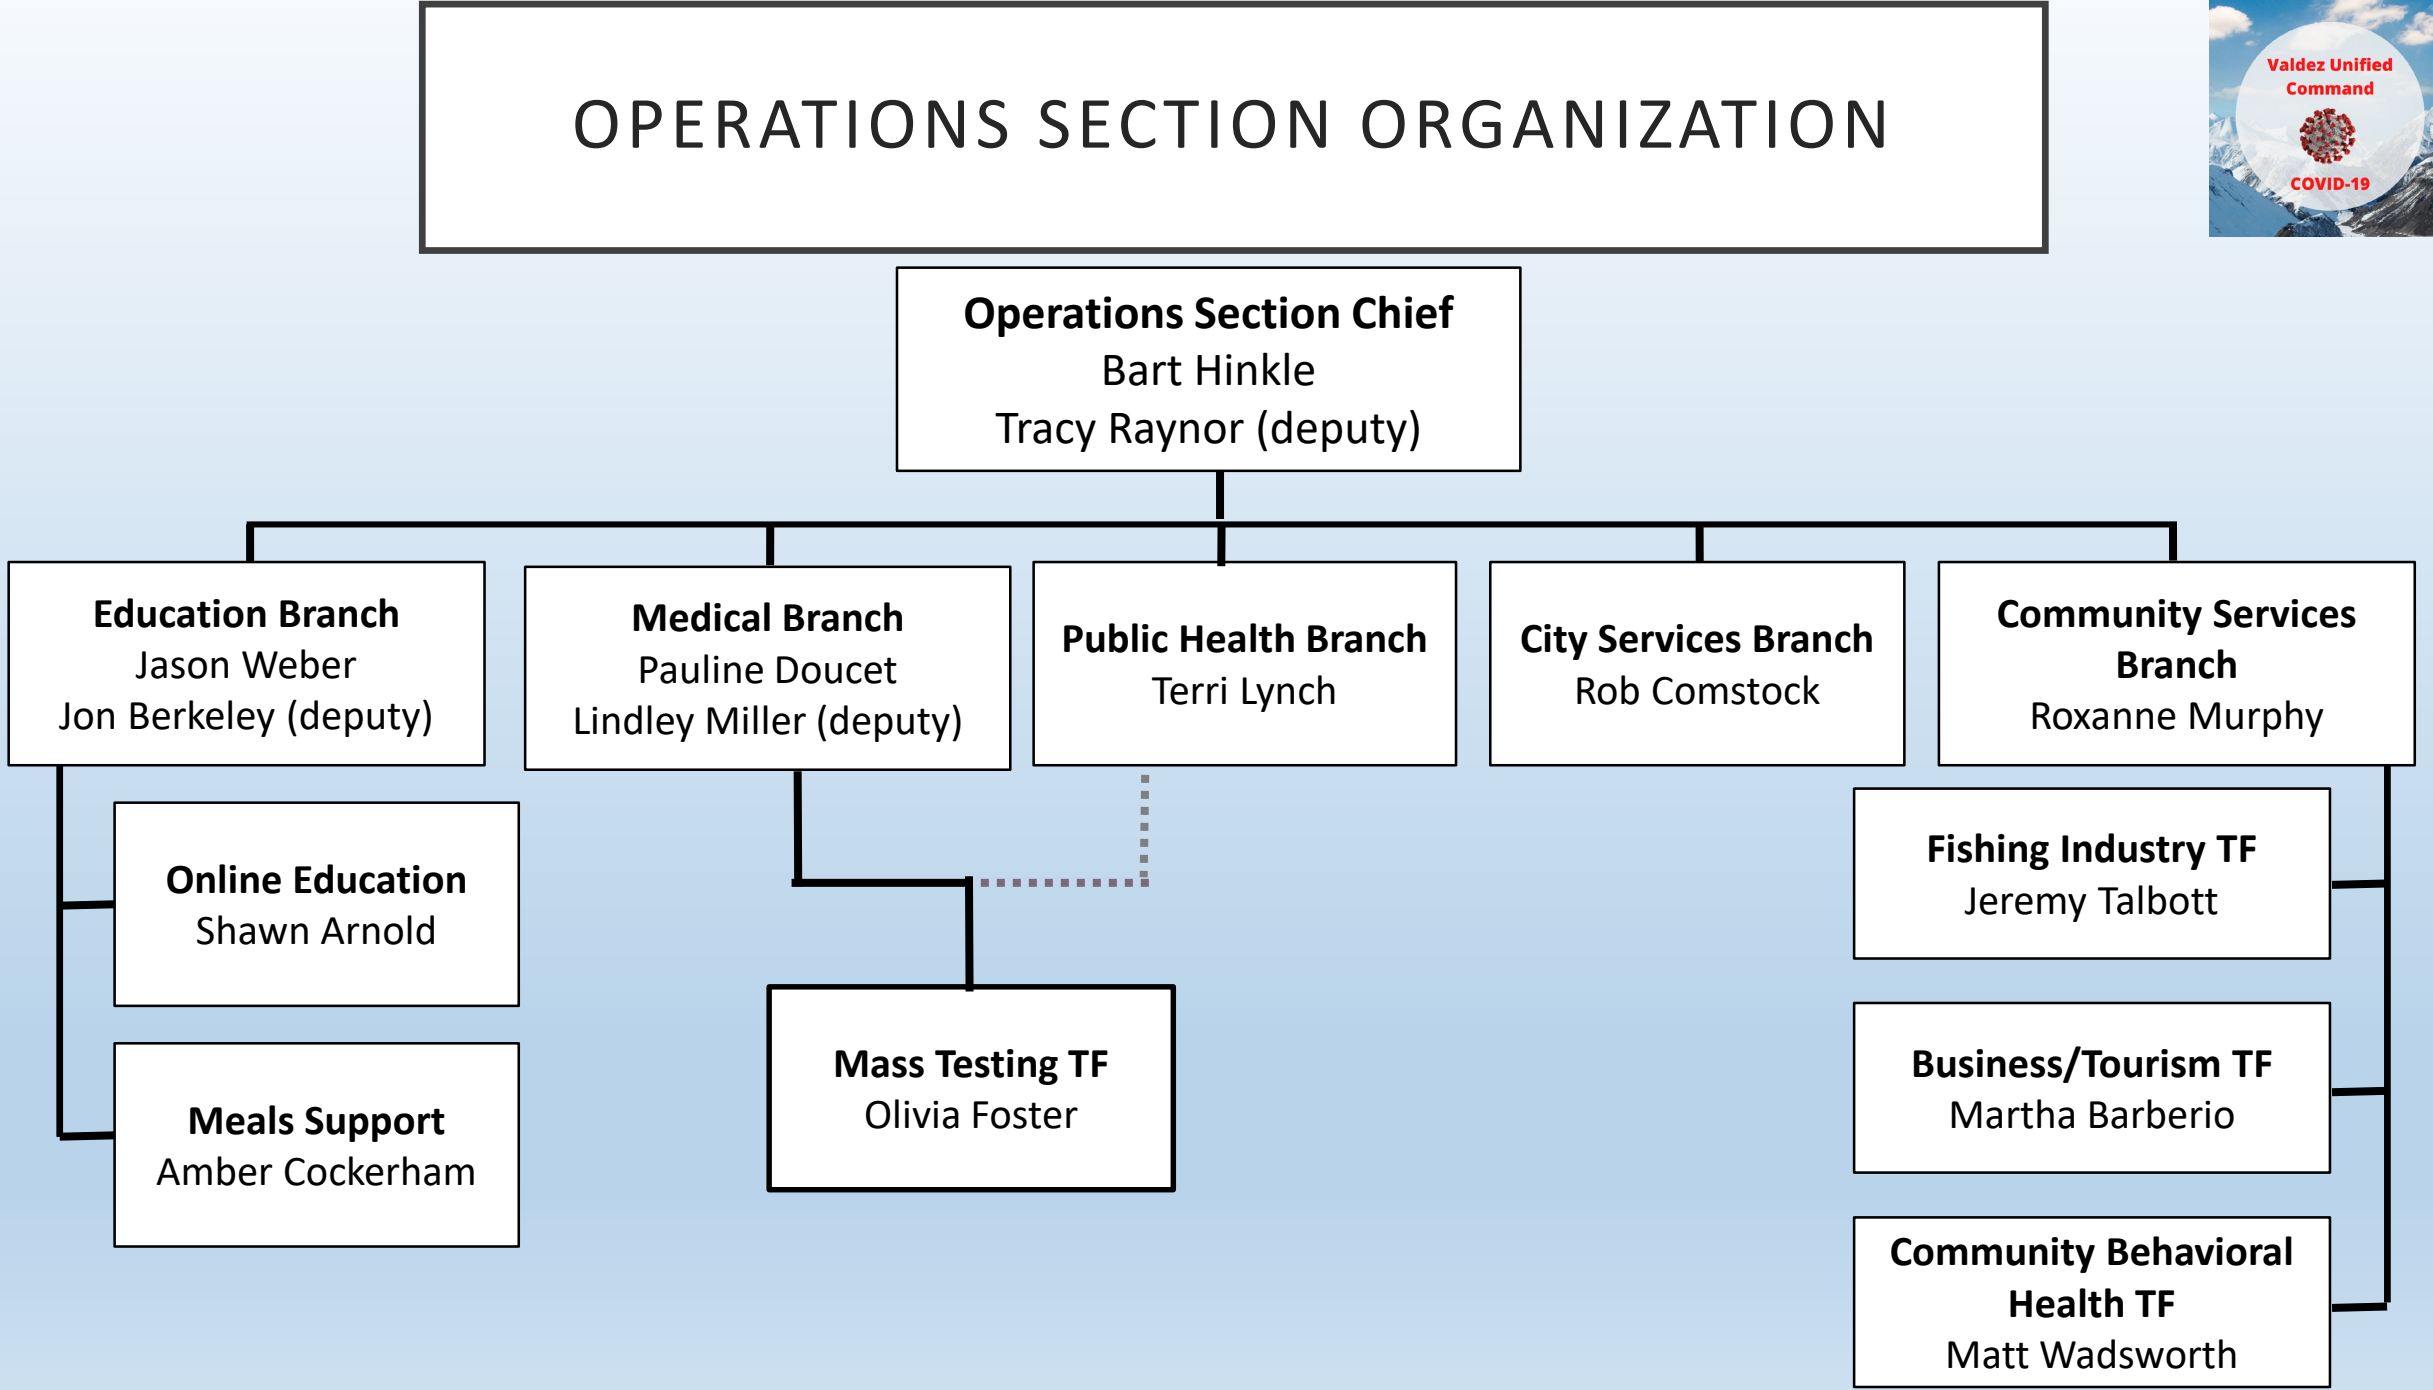 OPERATIONS SECTION ORGANIZATION
Valdez Unified
Command
COVID-19
Operations Section Chief
Bart Hinkle
Tracy Raynor (deputy)
Education Branch
Jason Weber
Jon Berkeley (deputy)
Medical Branch
Pauline Doucet
Lindley Miller (deputy)
Public Health Branch
Terri Lynch
City Services Branch
Rob Comstock
Community Services
Branch
Roxanne Murphy
Online Education
Shawn Arnold
Meals Support
Amber Cockerham
Mass Testing TF
Olivia Foster
Fishing Industry TF
Jeremy Talbott
Business/Tourism TF
Martha Barberio
Community Behavioral
Health TF
Matt Wadsworth